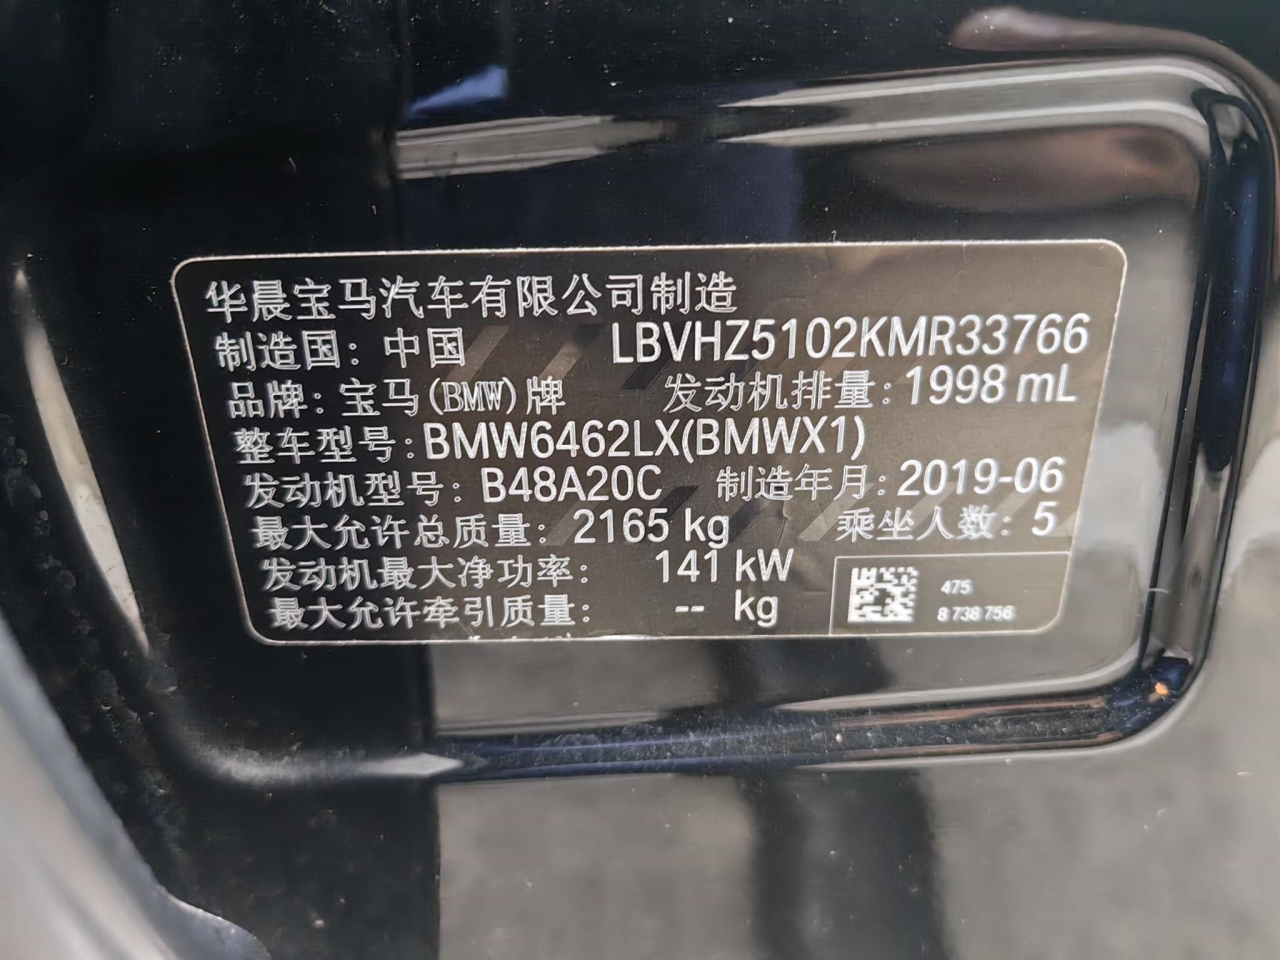 华晨宝马汽车有限公司制造
制造国: 中国 LBVHZ5102KMR33766
品牌: 宝马(BMW)牌 发动机排量: 1998 mL
整车型号: BMW6462LX(BMWX1)
发动机型号: B48A20C 制造年月: 2019-06
最大允许总质量: 2165 kg 乘坐人数: 5
发动机最大净功率: 141 kW
最大允许牵引质量: -- kg
475
8 738 756